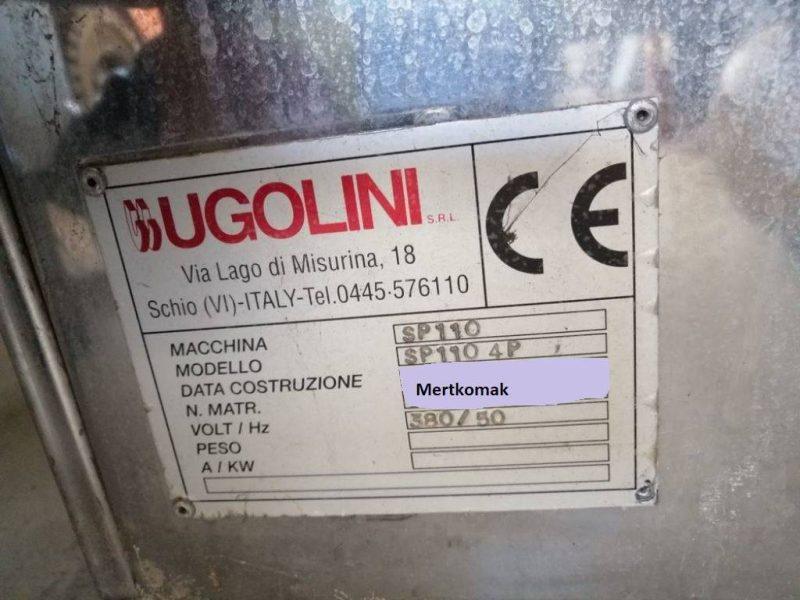 UGOLINI S.R.L.
Via Lago di Misurina, 18
Schio (VI)-ITALY-Tel.0445·576110
CE
MACCHINA SP110
MODELLO SP110 4P
DATA COSTRUZIONE
Mertkomak
N. MATR.
VOLT / Hz 380/50
PESO
A / KW